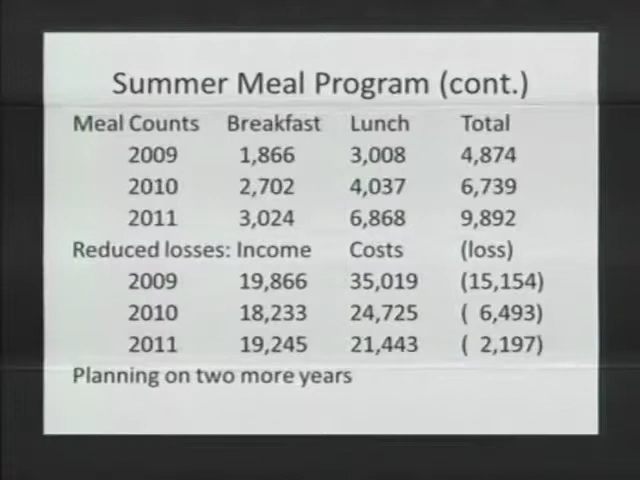 Summer Meal Program (cont.)
Meal Counts Breakfast Lunch Total
2009 1,866 3,008 4,874
2010 2,702 4,037 6,739
2011 3,024 6,868 9,892
Reduced losses: Income Costs (loss)
2009 19,866 35,019 (15,154)
2010 18,233 24,725 ( 6,493)
2011 19,245 21,443 ( 2,197)
Planning on two more years